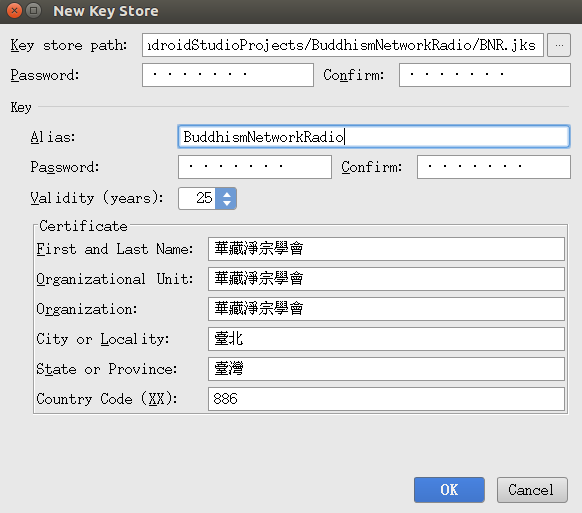 New Key Store
Key store path: ndroidStudioProjects/BuddhismNetworkRadio/BNR.jks ...
Password: ······· Confirm: ·······
Key
Alias: BuddhismNetworkRadio
Password: ······· Confirm: ·······
Validity (years): 25
Certificate
First and Last Name: 華藏淨宗學會
Organizational Unit: 華藏淨宗學會
Organization: 華藏淨宗學會
City or Locality: 臺北
State or Province: 臺灣
Country Code (XX): 886
OK Cancel